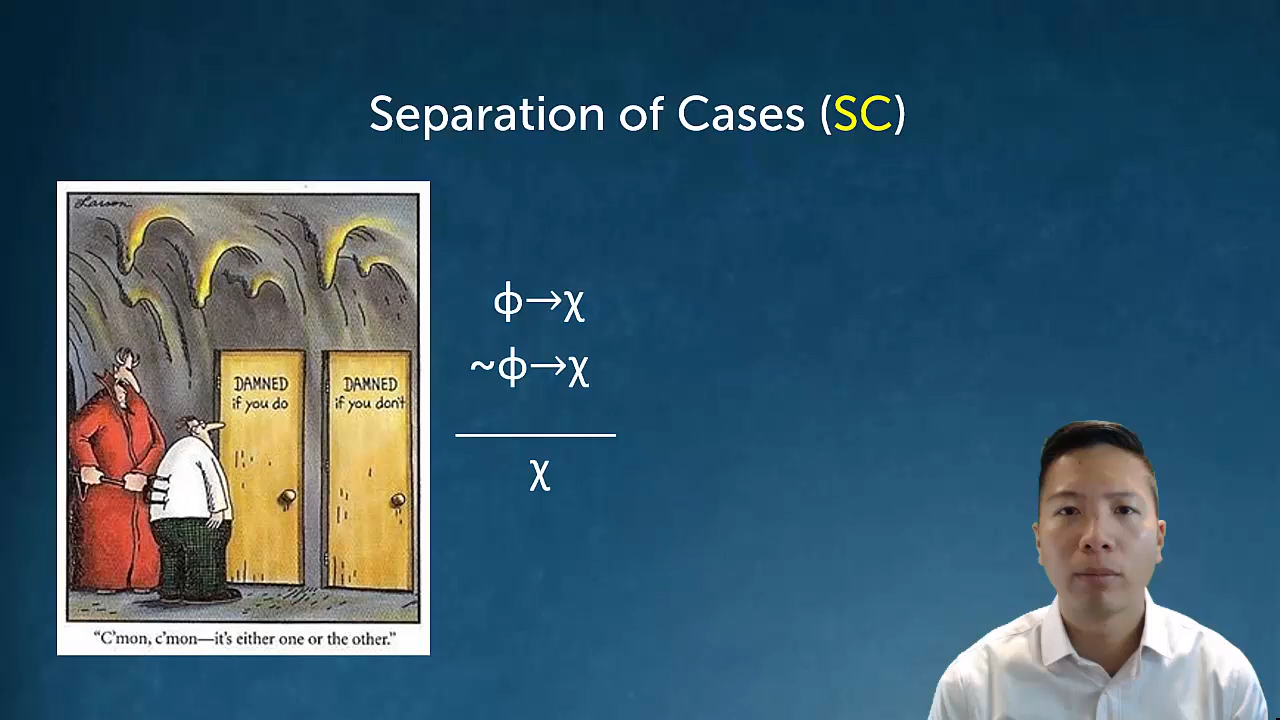 Separation of Cases (SC)
Larson
DAMNED
if you do
DAMNED
if you don't
"C'mon, c'mon—it's either one or the other."
ϕ→χ
~ϕ→χ
χ